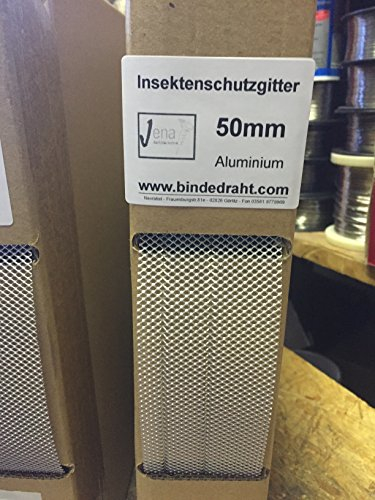 Insektenschutzgitter
Jena
50mm
Aluminium
www.bindedraht.com